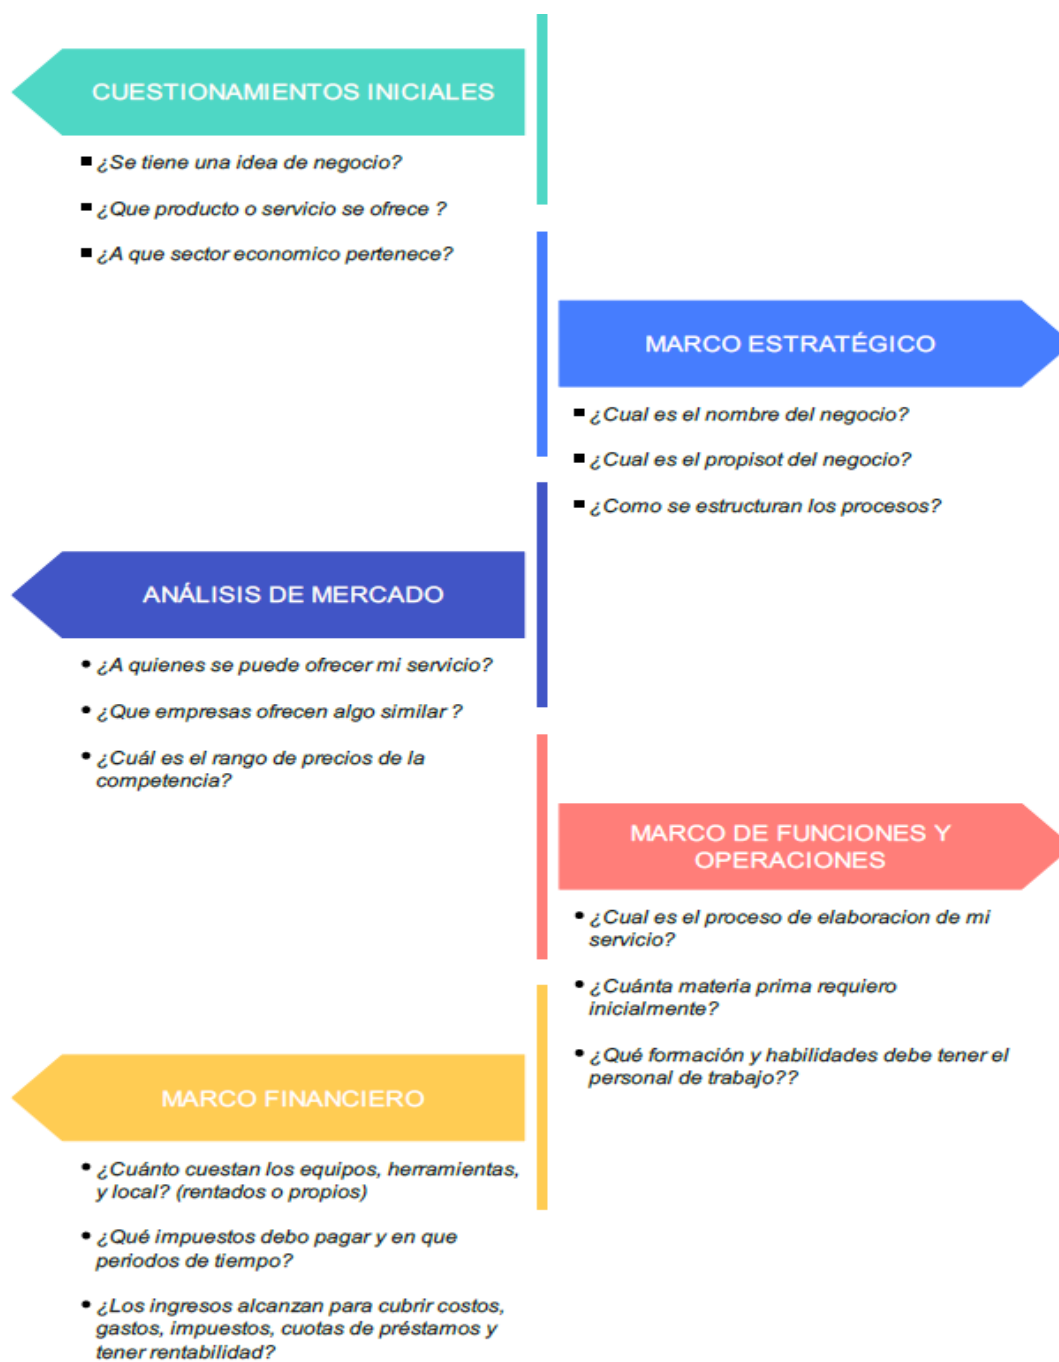 CUESTIONAMIENTOS INICIALES
¿Se tiene una idea de negocio?
¿Que producto o servicio se ofrece ?
¿A que sector economico pertenece?
MARCO ESTRATÉGICO
¿Cual es el nombre del negocio?
¿Cual es el propisot del negocio?
¿Como se estructuran los procesos?
ANÁLISIS DE MERCADO
¿A quienes se puede ofrecer mi servicio?
¿Que empresas ofrecen algo similar ?
¿Cuál es el rango de precios de la
competencia?
MARCO DE FUNCIONES Y
OPERACIONES
¿Cual es el proceso de elaboracion de mi
servicio?
¿Cuánta materia prima requiero
inicialmente?
¿Qué formación y habilidades debe tener el
personal de trabajo??
MARCO FINANCIERO
¿Cuánto cuestan los equipos, herramientas,
y local? (rentados o propios)
¿Qué impuestos debo pagar y en que
periodos de tiempo?
¿Los ingresos alcanzan para cubrir costos,
gastos, impuestos, cuotas de préstamos y
tener rentabilidad?